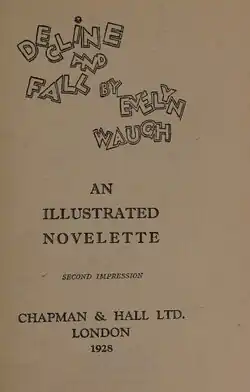 DECLINE
AND
FALL BY
EVELYN
WAUGH
AN
ILLUSTRATED
NOVELETTE
SECOND IMPRESSION
CHAPMAN & HALL LTD.
LONDON
1928